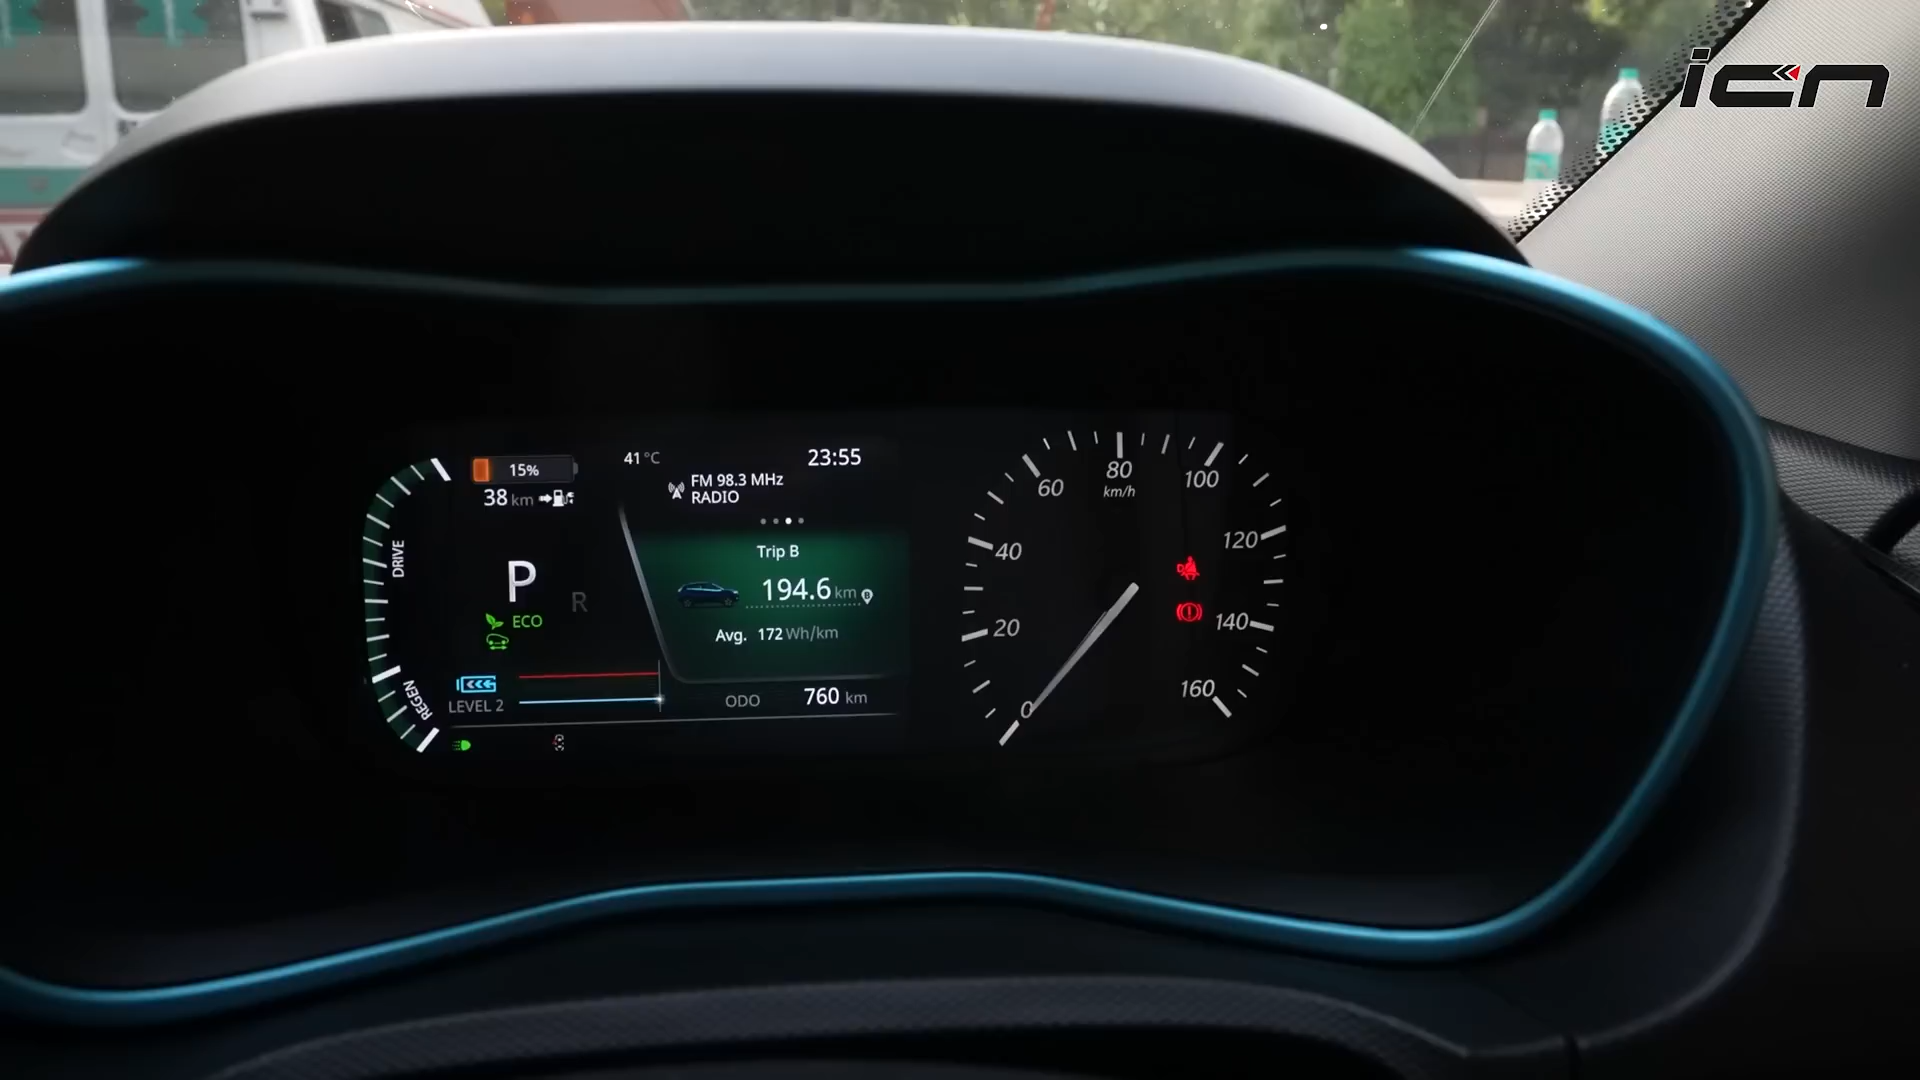 icn
15%
41 °C
23:55
38 km
FM 98.3 MHz
RADIO
DRIVE
P
R
ECO
Trip B
194.6 km
B
Avg. 172 Wh/km
REGEN
LEVEL 2
ODO 760 km
0
20
40
60
80
km/h
100
120
140
160